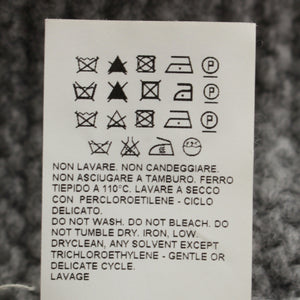 NON LAVARE. NON CANDEGGIARE.
NON ASCIUGARE A TAMBURO. FERRO
TIEPIDO A 110°C. LAVARE A SECCO
CON PERCLOROETILENE - CICLO
DELICATO.
DO NOT WASH. DO NOT BLEACH. DO
NOT TUMBLE DRY. IRON, LOW.
DRYCLEAN, ANY SOLVENT EXCEPT
TRICHLOROETHYLENE - GENTLE OR
DELICATE CYCLE.
LAVAGE